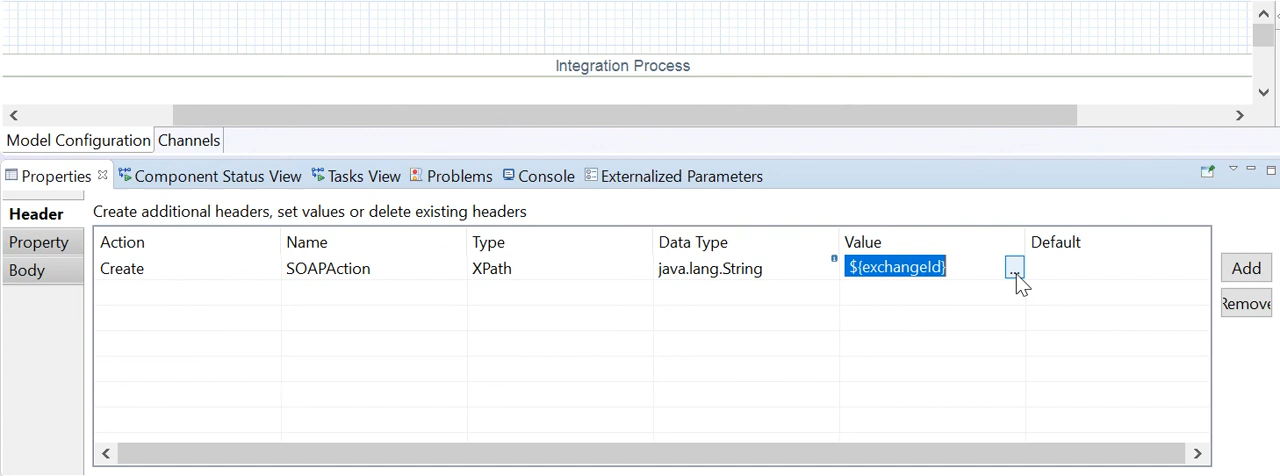 Integration Process
Model Configuration Channels
Properties Component Status View Tasks View Problems Console Externalized Parameters
Header Create additional headers, set values or delete existing headers
Property Action Name Type Data Type Value Default
Body Create SOAPAction XPath java.lang.String ${exchangeId} ... Add
Remove